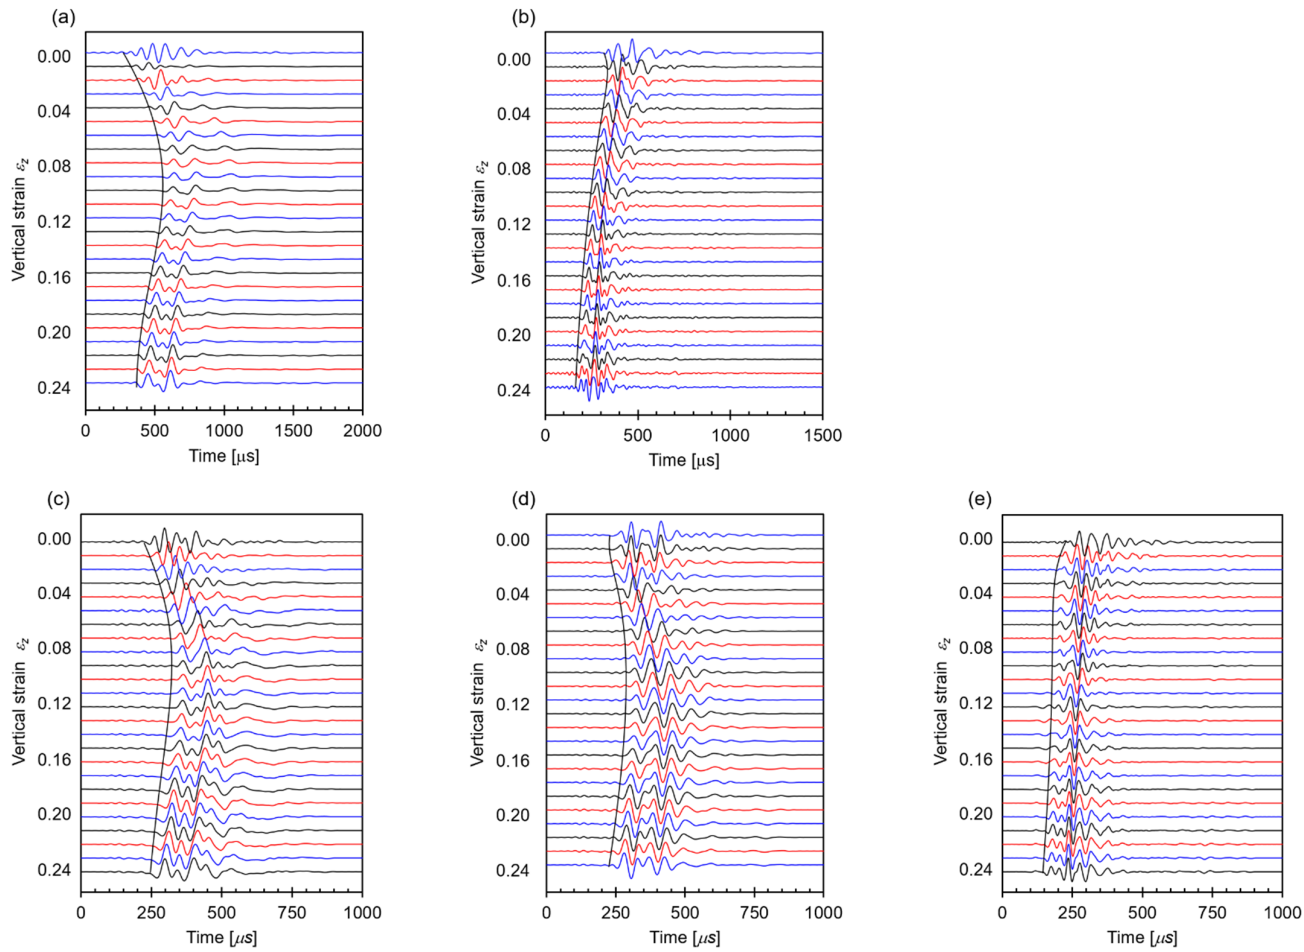 (a)
0.00
0.04
0.08
0.12
0.16
0.20
0.24
Vertical strain εz
0 500 1000 1500 2000
Time [μs]
(b)
0.00
0.04
0.08
0.12
0.16
0.20
0.24
Vertical strain εz
0 500 1000 1500
Time [μs]
(c)
0.00
0.04
0.08
0.12
0.16
0.20
0.24
Vertical strain εz
0 250 500 750 1000
Time [μs]
(d)
0.00
0.04
0.08
0.12
0.16
0.20
0.24
Vertical strain εz
0 250 500 750 1000
Time [μs]
(e)
0.00
0.04
0.08
0.12
0.16
0.20
0.24
Vertical strain εz
0 250 500 750 1000
Time [μs]